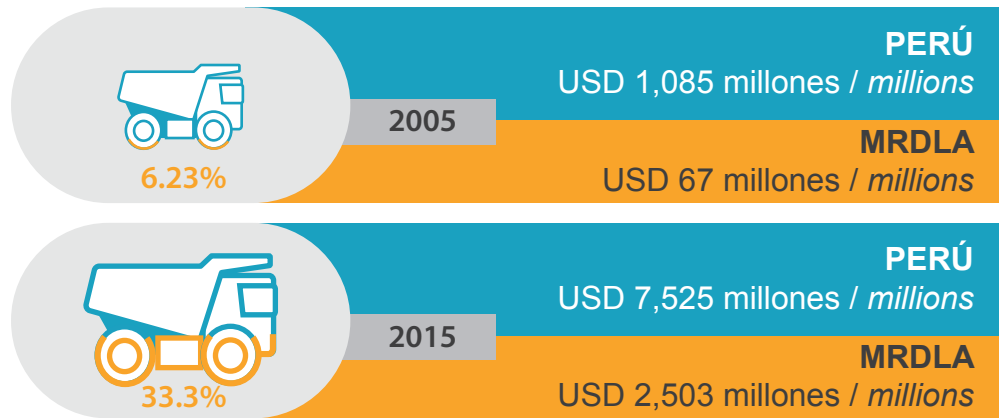 PERÚ
USD 1,085 millones / millions
2005
MRDLA
6.23%
USD 67 millones / millions
PERÚ
USD 7,525 millones / millions
2015
MRDLA
33.3%
USD 2,503 millones / millions